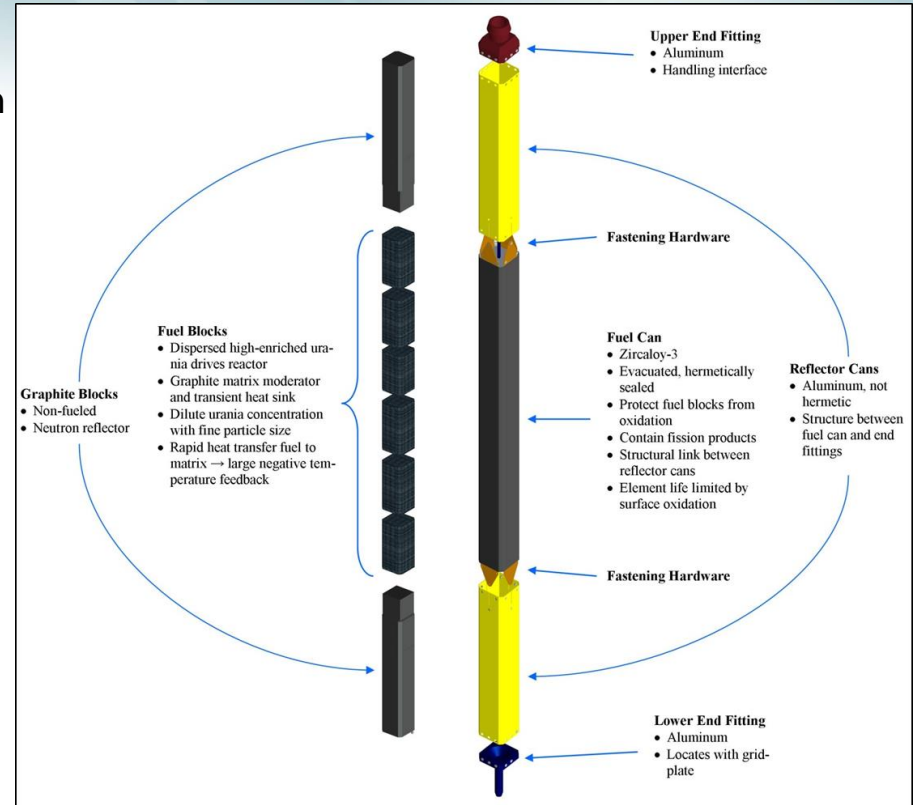 Upper End Fitting
• Aluminum
• Handling interface
Fastening Hardware
Fuel Blocks
• Dispersed high-enriched ura-
nia drives reactor
• Graphite matrix moderator
and transient heat sink
• Dilute urania concentration
with fine particle size
• Rapid heat transfer fuel to
matrix → large negative tem-
perature feedback
Graphite Blocks
• Non-fueled
• Neutron reflector
Fuel Can
• Zircaloy-3
• Evacuated, hermetically
sealed
• Protect fuel blocks from
oxidation
• Contain fission products
• Structural link between
reflector cans
• Element life limited by
surface oxidation
Reflector Cans
• Aluminum, not
hermetic
• Structure between
fuel can and end
fittings
Fastening Hardware
Lower End Fitting
• Aluminum
• Locates with grid-
plate